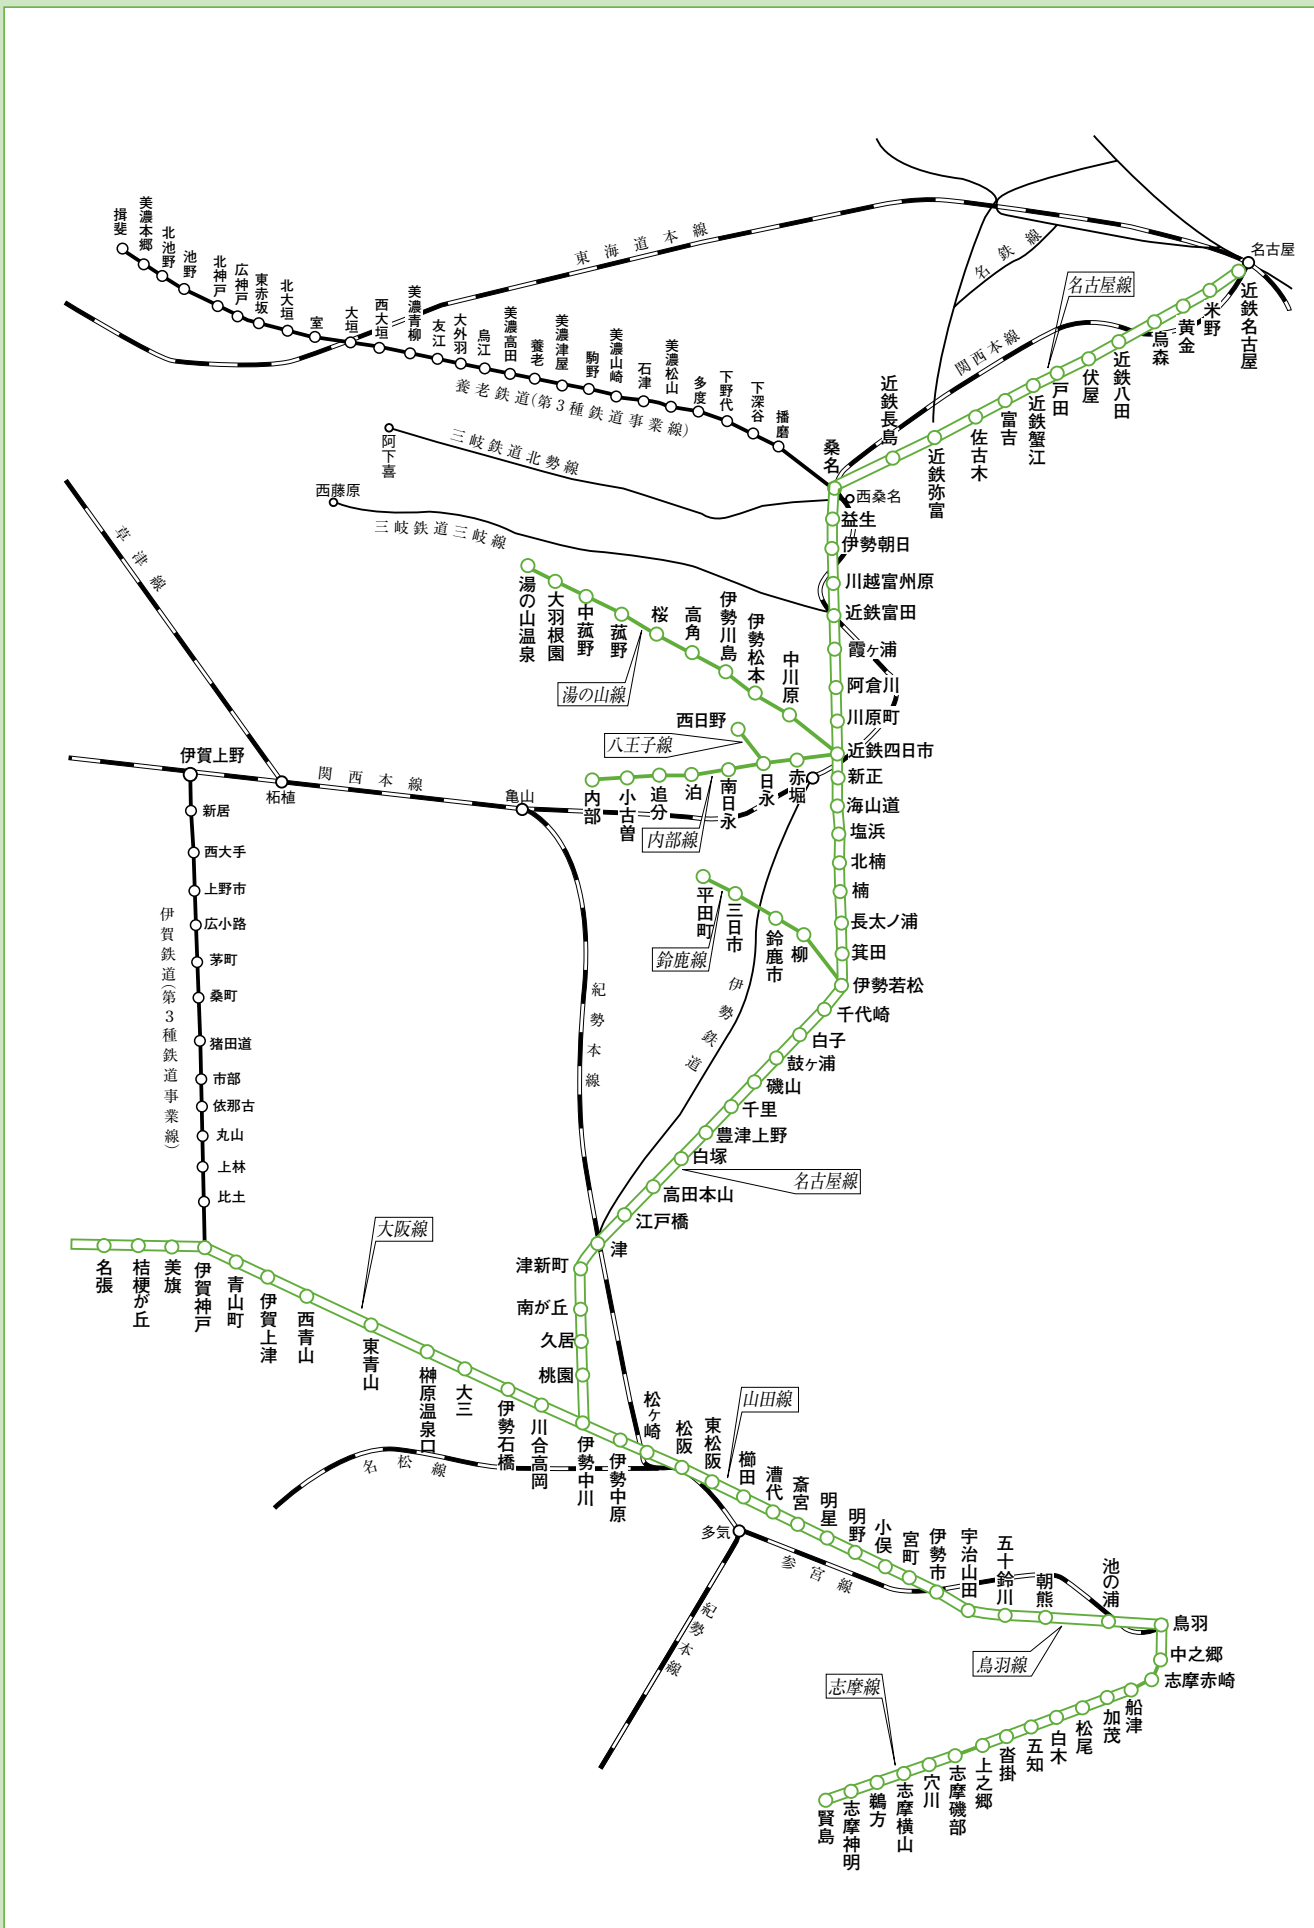 揖斐
美濃本郷
北池野
池野
北神戸
広神戸
東赤坂
北大垣
室
大垣
西大垣
美濃青柳
友江
大外羽
烏江
美濃高田
養老
美濃津屋
駒野
美濃山崎
石津
美濃松山
多度
下野代
下深谷
播磨
養老鉄道(第3種鉄道事業線)
東海道本線
名鉄線
名古屋
名古屋線
関西本線
近鉄名古屋
米野
黄金
烏森
近鉄八田
伏屋
戸田
近鉄蟹江
富吉
佐古木
近鉄弥富
近鉄長島
桑名
西桑名
阿下喜
三岐鉄道北勢線
西藤原
三岐鉄道三岐線
益生
伊勢朝日
川越富州原
近鉄富田
霞ヶ浦
阿倉川
川原町
近鉄四日市
新正
海山道
塩浜
北楠
楠
長太ノ浦
箕田
伊勢若松
千代崎
白子
鼓ヶ浦
磯山
千里
豊津上野
白塚
高田本山
江戸橋
津
津新町
南が丘
久居
桃園
名古屋線
湯の山温泉
大羽根園
中菰野
菰野
桜
高角
伊勢川島
伊勢松本
中川原
湯の山線
西日野
八王子線
内部
小古曽
追分
泊
南日永
日永
赤堀
内部線
平田町
三日市
鈴鹿市
柳
鈴鹿線
伊勢鉄道
草津線
伊賀上野
柘植
関西本線
亀山
紀勢本線
新居
西大手
上野市
広小路
茅町
桑町
猪田道
市部
依那古
丸山
上林
比土
伊賀鉄道(第3種鉄道事業線)
大阪線
名張
桔梗が丘
美旗
伊賀神戸
青山町
伊賀上津
西青山
東青山
榊原温泉口
大三
伊勢石橋
川合高岡
伊勢中川
伊勢中原
松ヶ崎
松阪
東松阪
櫛田
漕代
斎宮
明星
明野
小俣
宮町
伊勢市
宇治山田
五十鈴川
朝熊
池の浦
鳥羽
中之郷
志摩赤崎
船津
加茂
松尾
白木
五知
沓掛
上之郷
志摩磯部
穴川
志摩横山
鵜方
志摩神明
賢島
山田線
名松線
多気
参宮線
紀勢本線
鳥羽線
志摩線